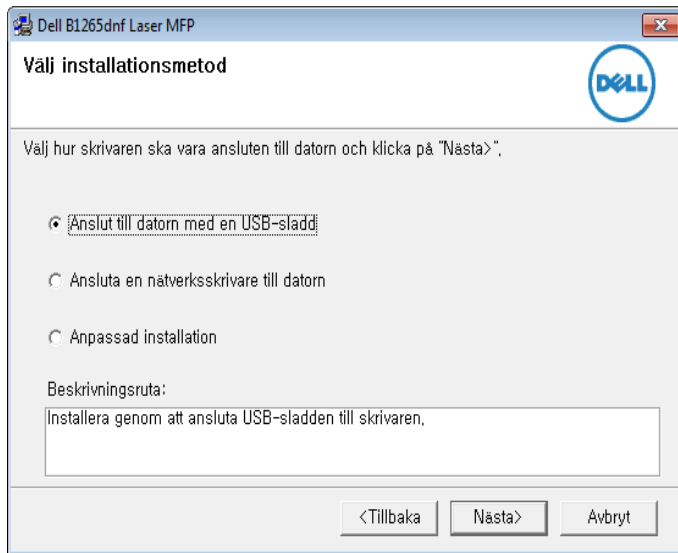 Dell B1265dnf Laser MFP
Välj installationsmetod
DELL
Välj hur skrivaren ska vara ansluten till datorn och klicka på "Nästa>",
Anslut till datorn med en USB-sladd
Ansluta en nätverksskrivare till datorn
Anpassad installation
Beskrivningsruta:
Installera genom att ansluta USB-sladden till skrivaren,
<Tillbaka
Nästa>
Avbryt